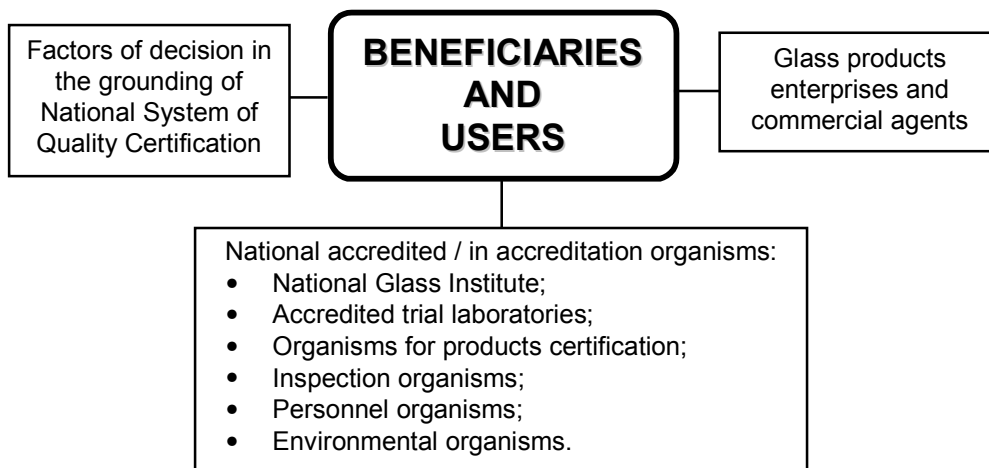 Factors of decision in
the grounding of
National System of
Quality Certification
BENEFICIARIES
AND
USERS
Glass products
enterprises and
commercial agents
National accredited / in accreditation organisms:
• National Glass Institute;
• Accredited trial laboratories;
• Organisms for products certification;
• Inspection organisms;
• Personnel organisms;
• Environmental organisms.